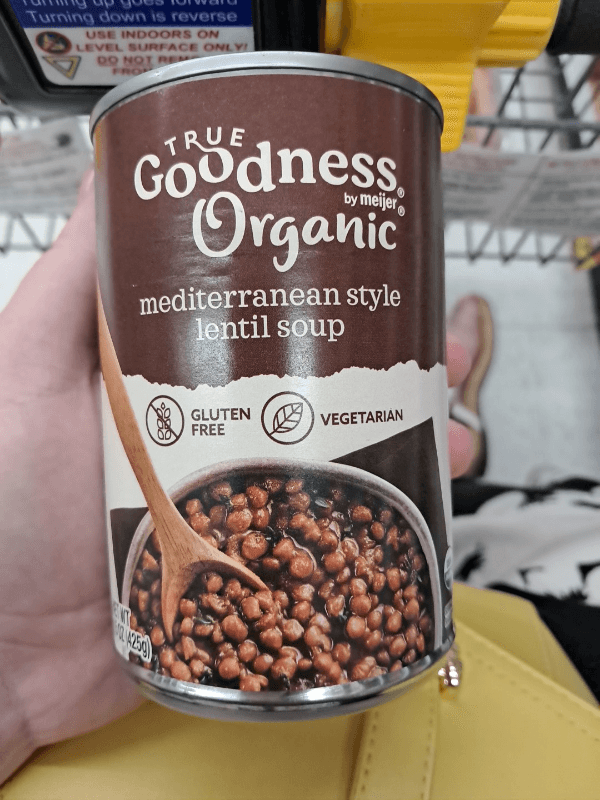 Turning down is reverse
USE INDOORS ON
LEVEL SURFACE ONLY!
DO NOT
TRUE
Goodness®
by meijer®
Organic
mediterranean style
lentil soup
GLUTEN
FREE
VEGETARIAN
(425g)